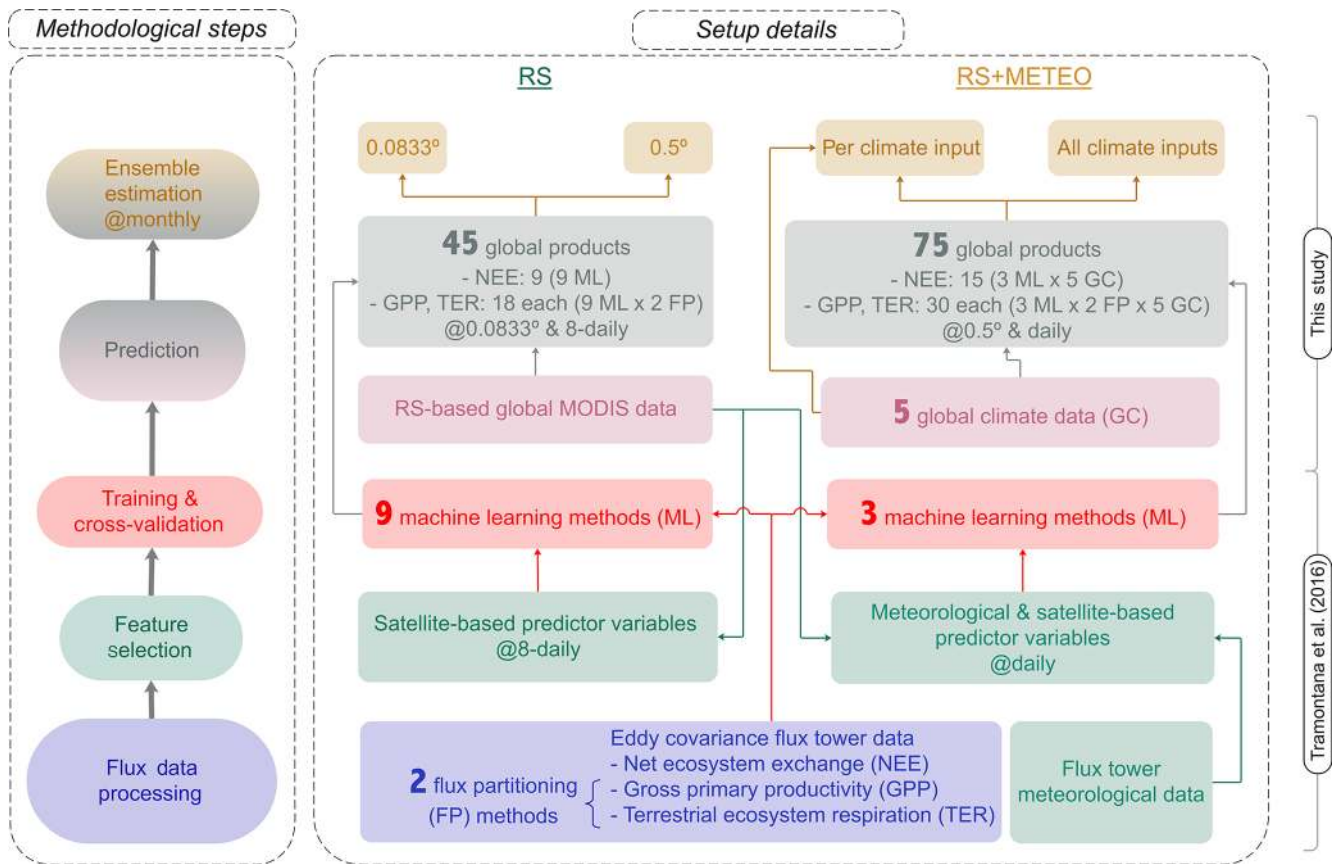 Methodological steps
Setup details
Ensemble
estimation
@monthly
Prediction
Training &
cross-validation
Feature
selection
Flux data
processing
RS
0.0833º
0.5º
45 global products
- NEE: 9 (9 ML)
- GPP, TER: 18 each (9 ML x 2 FP)
@0.0833º & 8-daily
RS-based global MODIS data
9 machine learning methods (ML)
Satellite-based predictor variables
@8-daily
RS+METEO
Per climate input
All climate inputs
75 global products
- NEE: 15 (3 ML x 5 GC)
- GPP, TER: 30 each (3 ML x 2 FP x 5 GC)
@0.5º & daily
5 global climate data (GC)
3 machine learning methods (ML)
Meteorological & satellite-based
predictor variables
@daily
Eddy covariance flux tower data
- Net ecosystem exchange (NEE)
2 flux partitioning
(FP) methods
- Gross primary productivity (GPP)
- Terrestrial ecosystem respiration (TER)
Flux tower
meteorological data
This study
Tramontana et al. (2016)